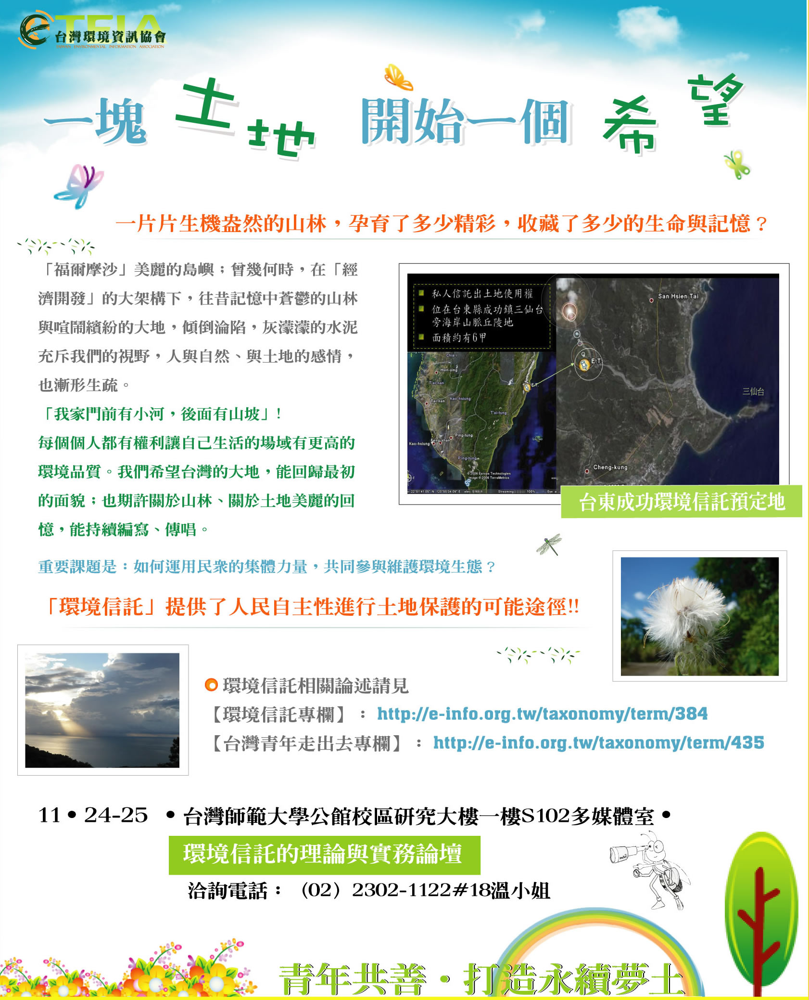 TEIA
台灣環境資訊協會
TAIWAN ENVIRONMENTAL INFORMATION ASSOCIATION
一塊土地 開始一個希望
一片片生機盎然的山林，孕育了多少精彩，收藏了多少的生命與記憶？
「福爾摩沙」美麗的島嶼；曾幾何時，在「經
濟開發」的大架構下，往昔記憶中蒼鬱的山林
與喧鬧繽紛的大地，傾倒淪陷，灰濛濛的水泥
充斥我們的視野，人與自然、與土地的感情，
也漸形生疏。
「我家門前有小河，後面有山坡」！
每個個人都有權利讓自己生活的場域有更高的
環境品質。我們希望台灣的大地，能回歸最初
的面貌；也期許關於山林、關於土地美麗的回
憶，能持續編寫、傳唱。
私人信託出土地使用權
位在台東縣成功鎮三仙台
旁海岸山脈丘陵地
面積約有6甲
San Hsien Tai
E.T.
三仙台
Cheng-kung
Chia-i
Hsin-ying
T'ai-nan
Tai-nan
Kao-hsiung
E.T.
T'ai-tung
Ping-tung
Feng-shan
Kao-hsiung
Lu Tao
P'ing-tung
© 2006 Europa Technologies
Image © 2006 TerraMetrics
Streaming 100%
Eye
台東成功環境信託預定地
重要課題是：如何運用民眾的集體力量，共同參與維護環境生態？
「環境信託」提供了人民自主性進行土地保護的可能途徑!!
環境信託相關論述請見
【環境信託專欄】： http://e-info.org.tw/taxonomy/term/384
【台灣青年走出去專欄】： http://e-info.org.tw/taxonomy/term/435
11•24-25 •台灣師範大學公館校區研究大樓一樓S102多媒體室•
環境信託的理論與實務論壇
洽詢電話：（02）2302-1122#18溫小姐
青年共善・打造永續夢土